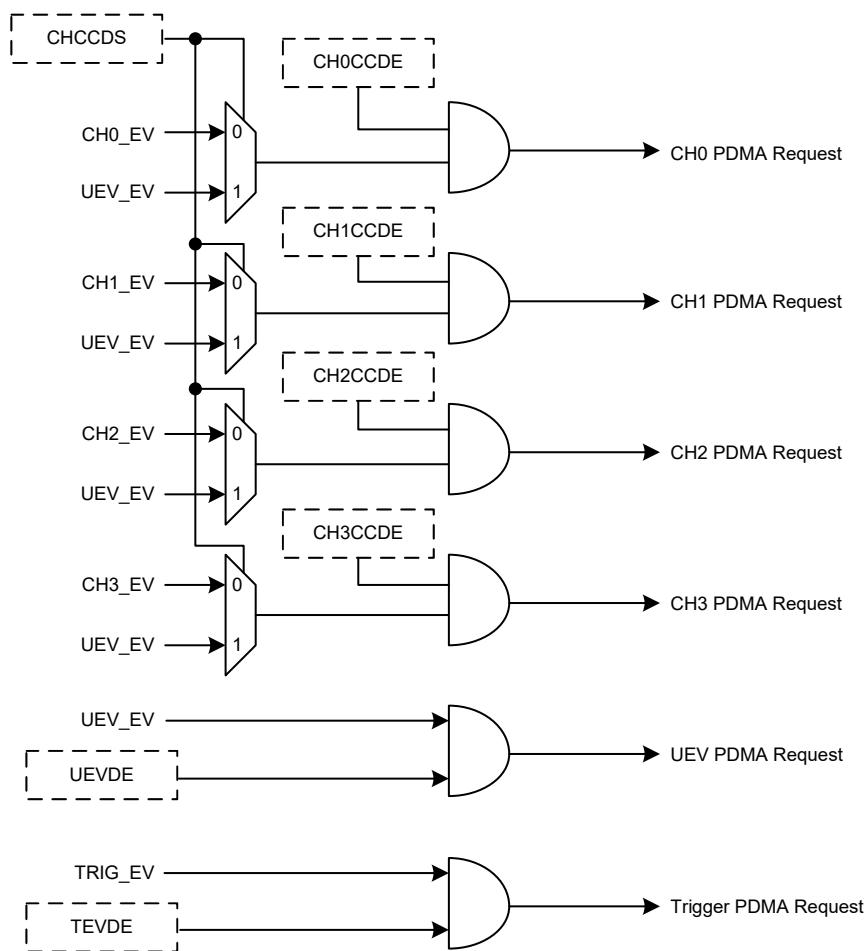 CHCCDS
CH0CCDE
CH0_EV
0
CH0 PDMA Request
UEV_EV
1
CH1CCDE
CH1_EV
0
CH1 PDMA Request
UEV_EV
1
CH2CCDE
CH2_EV
0
CH2 PDMA Request
UEV_EV
1
CH3CCDE
CH3_EV
0
CH3 PDMA Request
UEV_EV
1
UEV_EV
UEV PDMA Request
UEVDE
TRIG_EV
Trigger PDMA Request
TEVDE